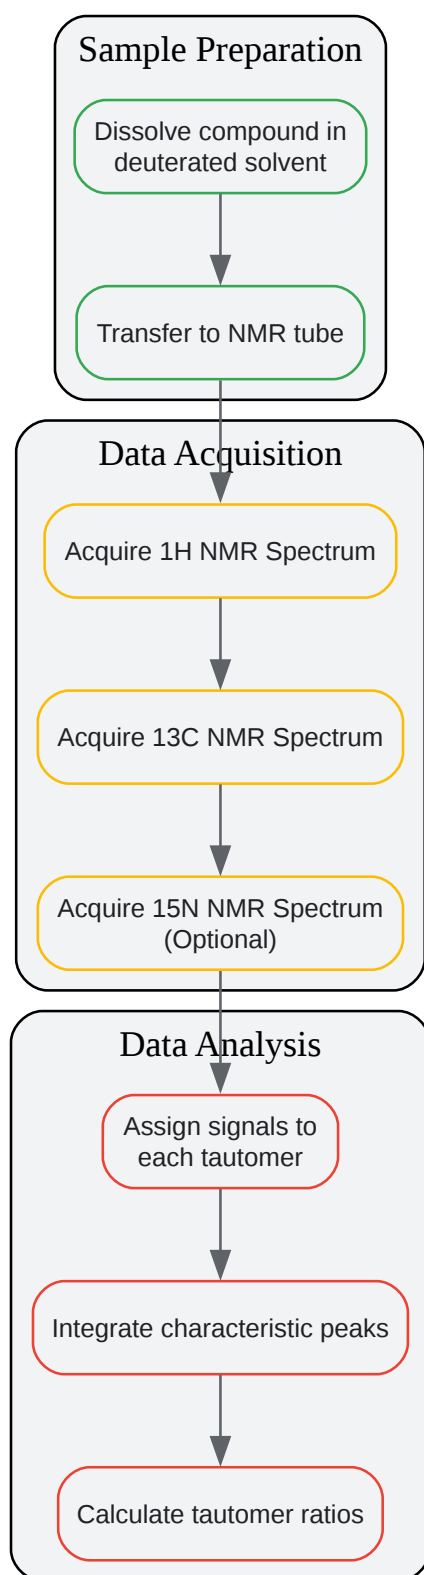 Sample Preparation
Dissolve compound in
deuterated solvent
Transfer to NMR tube
Data Acquisition
Acquire 1H NMR Spectrum
Acquire 13C NMR Spectrum
Acquire 15N NMR Spectrum
(Optional)
Data Analysis
Assign signals to
each tautomer
Integrate characteristic peaks
Calculate tautomer ratios